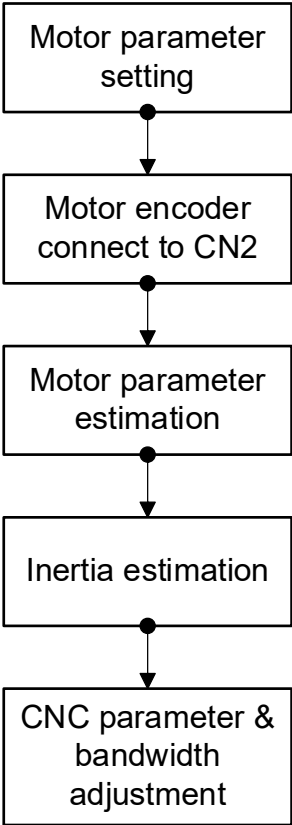 Motor parameter
setting
Motor encoder
connect to CN2
Motor parameter
estimation
Inertia estimation
CNC parameter &
bandwidth
adjustment